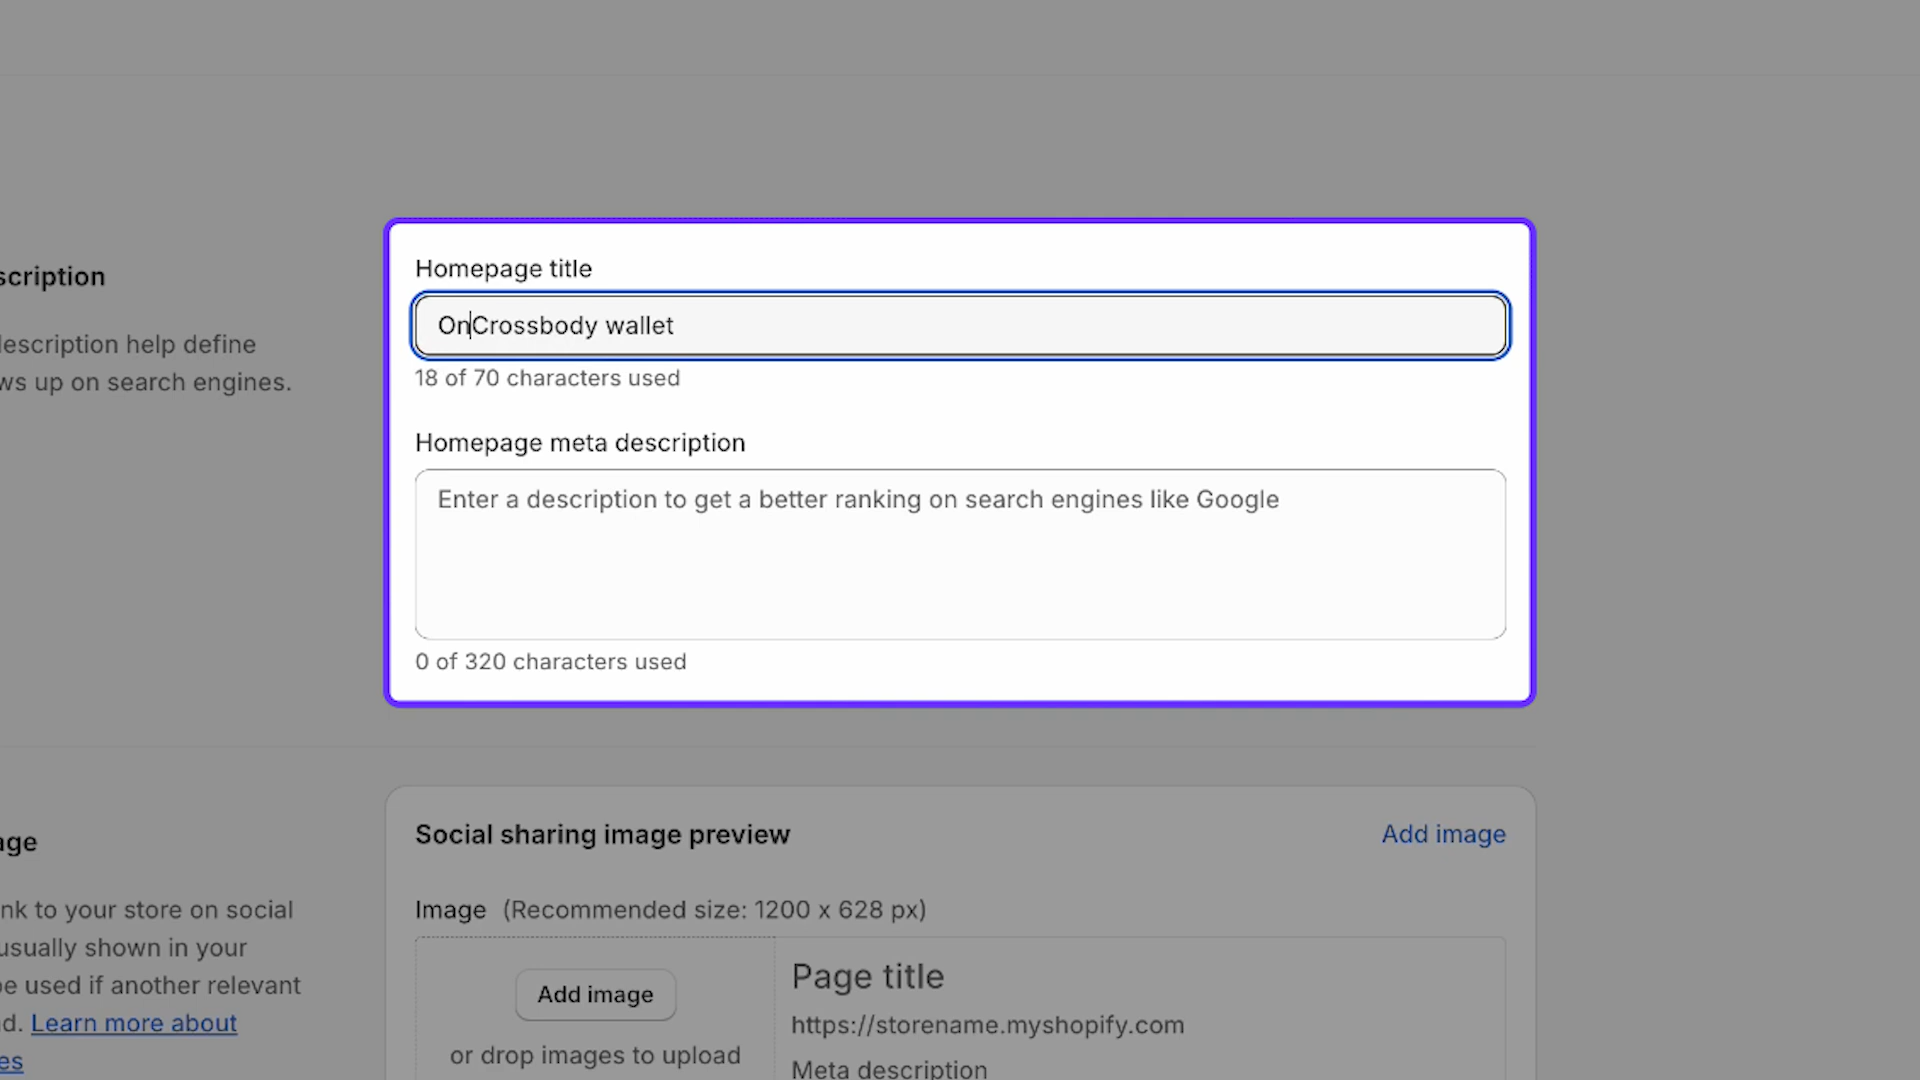 Homepage title
scription
OnCrossbody wallet
description help define
18 of 70 characters used
ws up on search engines.
Homepage meta description
Enter a description to get a better ranking on search engines like Google
0 of 320 characters used
Social sharing image preview
Add image
age
Image (Recommended size: 1200 x 628 px)
nk to your store on social
usually shown in your
Page title
be used if another relevant
Add image
d. Learn more about
https://storename.myshopify.com
or drop images to upload
es
Meta description